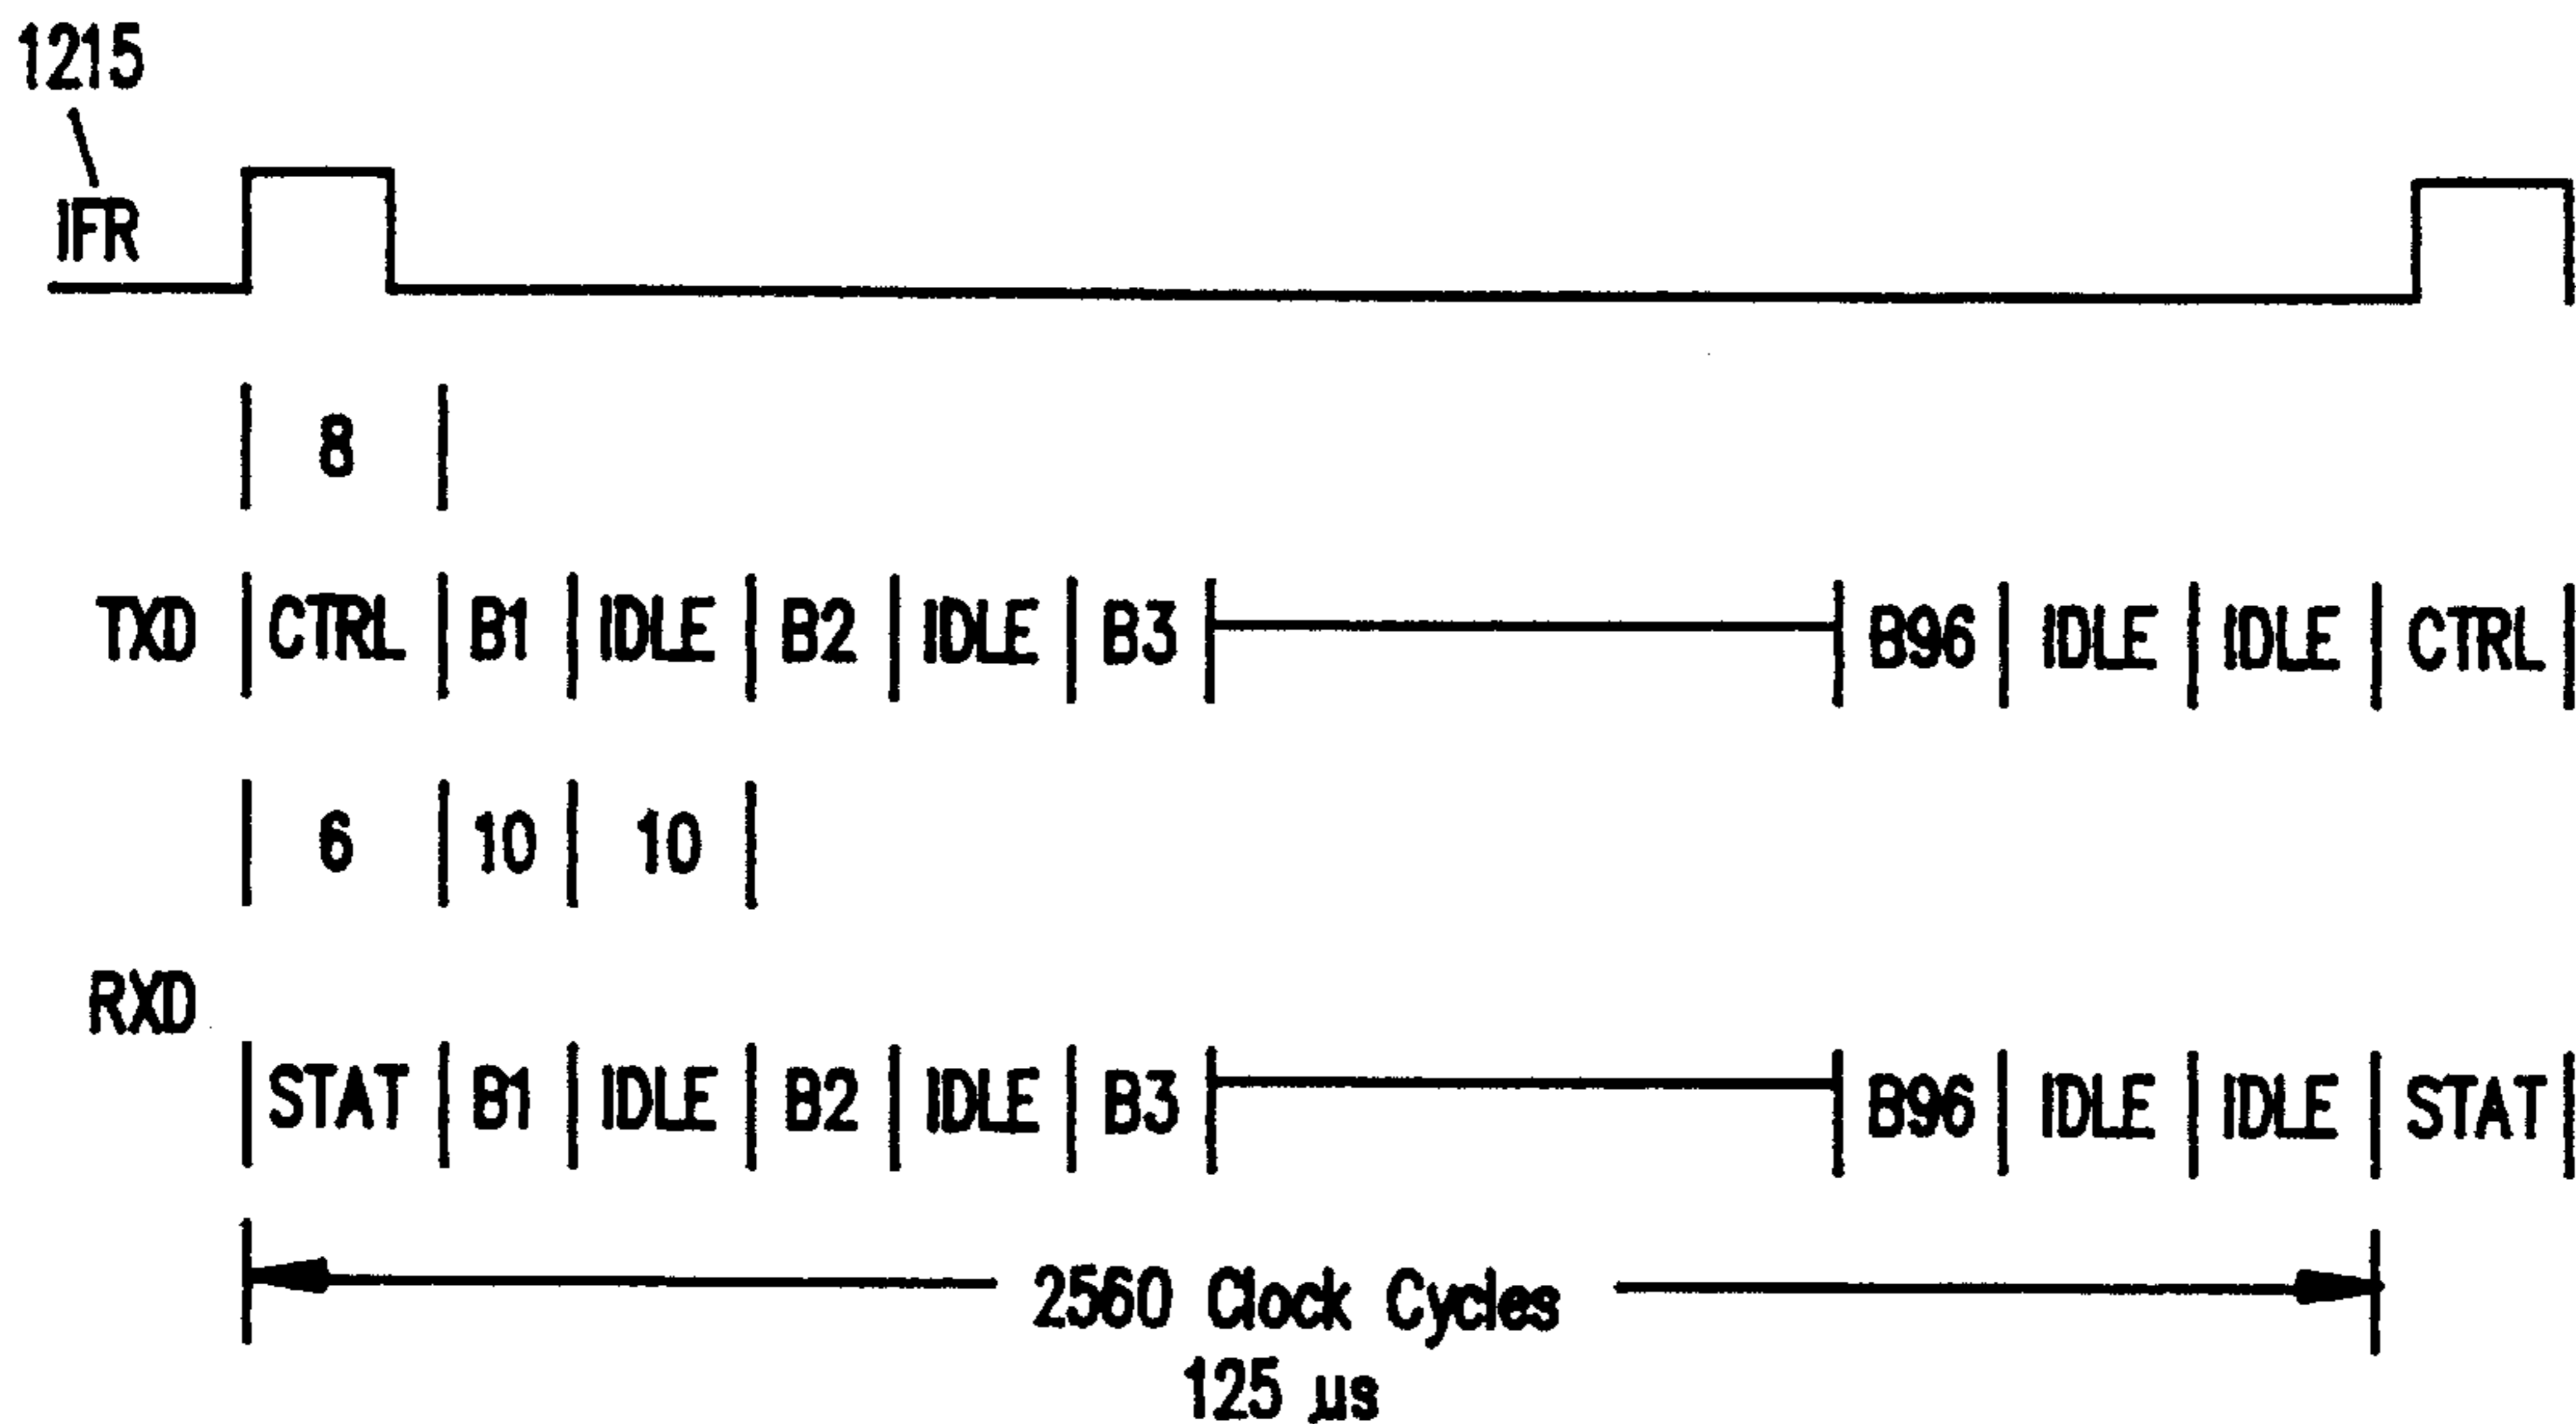 1215
IFR
8
TXD CTRL B1 IDLE B2 IDLE B3 B96 IDLE IDLE CTRL
6 10 10
RXD
STAT B1 IDLE B2 IDLE B3 B96 IDLE IDLE STAT
2560 Clock Cycles
125 µs